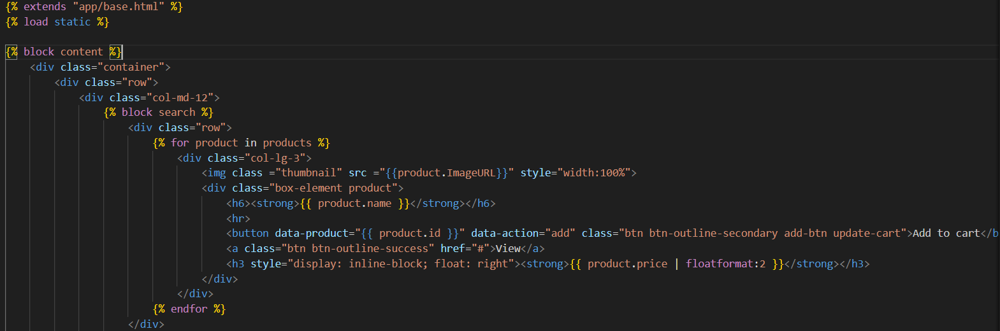 {% extends "app/base.html" %}
{% load static %}
{% block content %}
<div class="container">
<div class="row">
<div class="col-md-12">
{% block search %}
<div class="row">
{% for product in products %}
<div class="col-lg-3">
<img class ="thumbnail" src ="{{product.ImageURL}}" style="width:100%">
<div class="box-element product">
<h6><strong>{{ product.name }}</strong></h6>
<hr>
<button data-product="{{ product.id }}" data-action="add" class="btn btn-outline-secondary add-btn update-cart">Add to cart</b
<a class="btn btn-outline-success" href="#">View</a>
<h3 style="display: inline-block; float: right"><strong>{{ product.price | floatformat:2 }}</strong></h3>
</div>
</div>
{% endfor %}
</div>